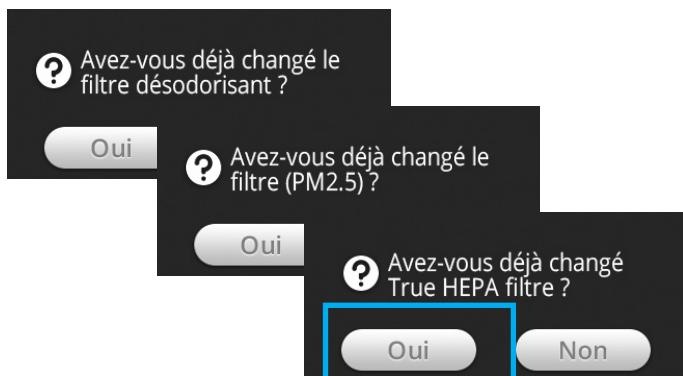 Avez-vous déjà changé le
filtre désodorisant ?
Oui
Avez-vous déjà changé le
filtre (PM2.5) ?
Oui
Avez-vous déjà changé
True HEPA filtre ?
Oui Non